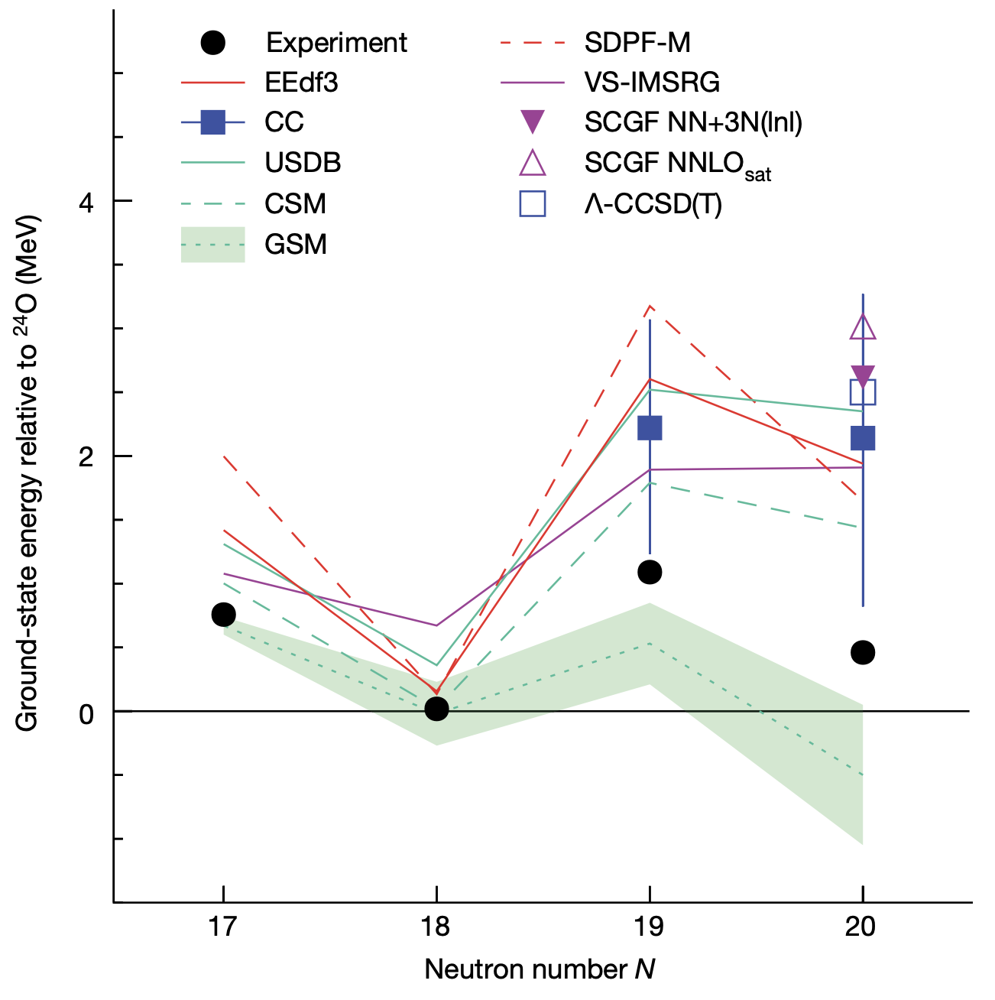 Experiment
EEdf3
CC
USDB
CSM
GSM
SDPF-M
VS-IMSRG
SCGF NN+3N(lnl)
SCGF NNLOsat
Λ-CCSD(T)
Ground-state energy relative to 24O (MeV)
4
2
0
17 18 19 20
Neutron number N